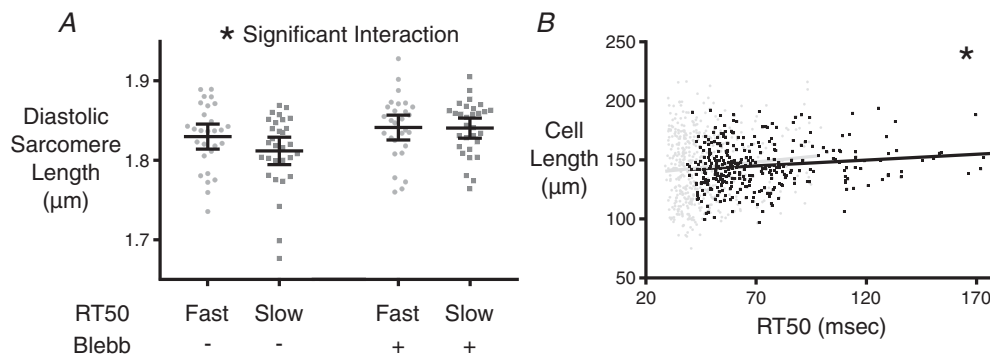 A
* Significant Interaction
Diastolic
Sarcomere
Length
(μm)
1.9
1.8
1.7
RT50 Fast Slow Fast Slow
Blebb - - + +
B
*
Cell
Length
(μm)
250
200
150
100
50
20 70 120 170
RT50 (msec)